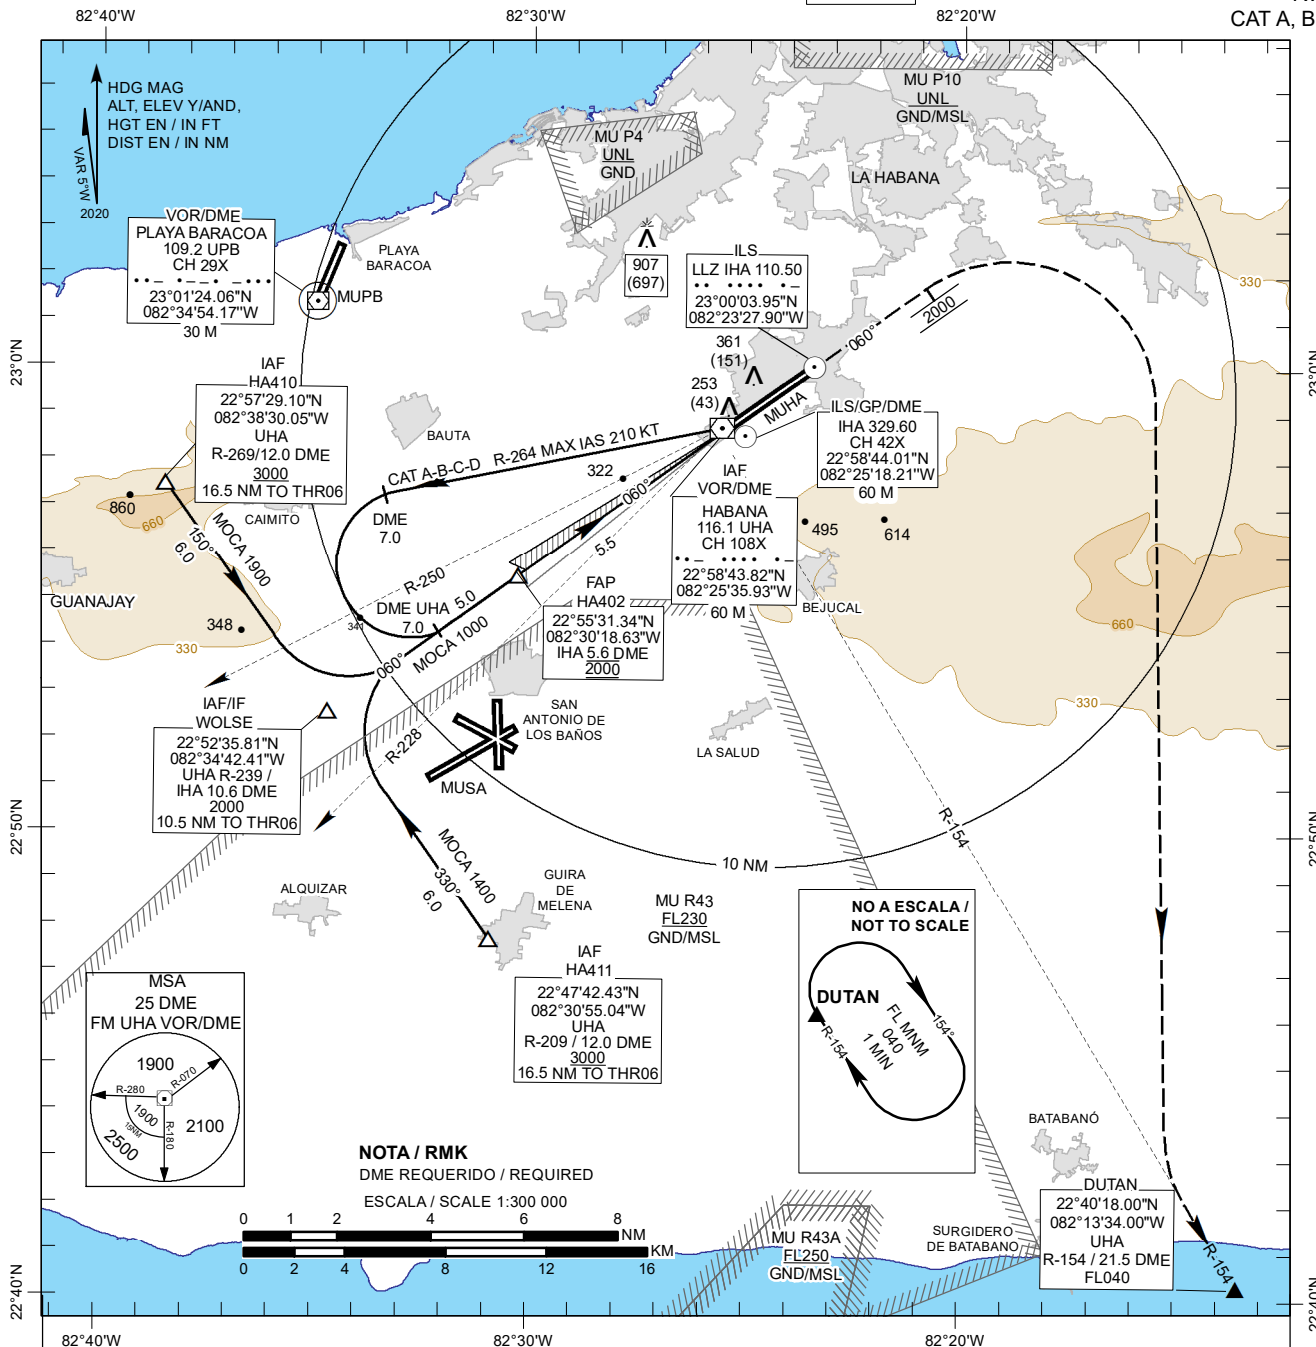 82°40'W
82°30'W
82°20'W
CAT A, B
HDG MAG
ALT, ELEV Y/AND,
HGT EN / IN FT
DIST EN / IN NM
VAR 5°W
2020
MU P10
UNL
GND/MSL
MU P4
UNL
GND
LA HABANA
VOR/DME
PLAYA BARACOA
109.2 UPB
CH 29X
23°01'24.06"N
082°34'54.17"W
30 M
PLAYA
BARACOA
MUPB
907
(697)
ILS
LLZ IHA 110.50
23°00'03.95"N
082°23'27.90"W
2000
060°
330
23°0'N
23°0'N
361
(151)
253
(43)
MUHA
IAF
HA410
22°57'29.10"N
082°38'30.05"W
UHA
R-269/12.0 DME
3000
16.5 NM TO THR06
BAUTA
CAT A-B-C-D
R-264 MAX IAS 210 KT
ILS/GP/DME
IHA 329.60
CH 42X
22°58'44.01"N
082°25'18.21"W
60 M
322
IAF
VOR/DME
HABANA
116.1 UHA
CH 108X
22°58'43.82"N
082°25'35.93"W
60 M
860
660
CAIMITO
DME
7.0
060°
5.5
495
614
MOCA 1900
150°
6.0
R-250
GUANAJAY
348
330
341
DME UHA
7.0
5.0
MOCA 1000
060°
FAP
HA402
22°55'31.34"N
082°30'18.63"W
IHA 5.6 DME
2000
BEJUCAL
660
330
IAF/IF
WOLSE
22°52'35.81"N
082°34'42.41"W
UHA R-239 /
IHA 10.6 DME
2000
10.5 NM TO THR06
R-228
SAN
ANTONIO DE
LOS BAÑOS
MUSA
LA SALUD
22°50'N
22°50'N
R-154
10 NM
MOCA 1400
330°
6.0
ALQUIZAR
GUIRA
DE
MELENA
MU R43
FL230
GND/MSL
NO A ESCALA /
NOT TO SCALE
DUTAN
R-154
FL MNM
040
1 MIN
154°
IAF
HA411
22°47'42.43"N
082°30'55.04"W
UHA
R-209 / 12.0 DME
3000
16.5 NM TO THR06
MSA
25 DME
FM UHA VOR/DME
1900
R-070
R-280
1900
15NM
R-180
2100
2500
NOTA / RMK
DME REQUERIDO / REQUIRED
ESCALA / SCALE 1:300 000
0 1 2 4 6 8
NM
KM
0 2 4 8 12 16
BATABANÓ
DUTAN
22°40'18.00"N
082°13'34.00"W
UHA
R-154 / 21.5 DME
FL040
MU R43A
FL250
GND/MSL
SURGIDERO
DE BATABANO
R-154
22°40'N
22°40'N
82°40'W
82°30'W
82°20'W